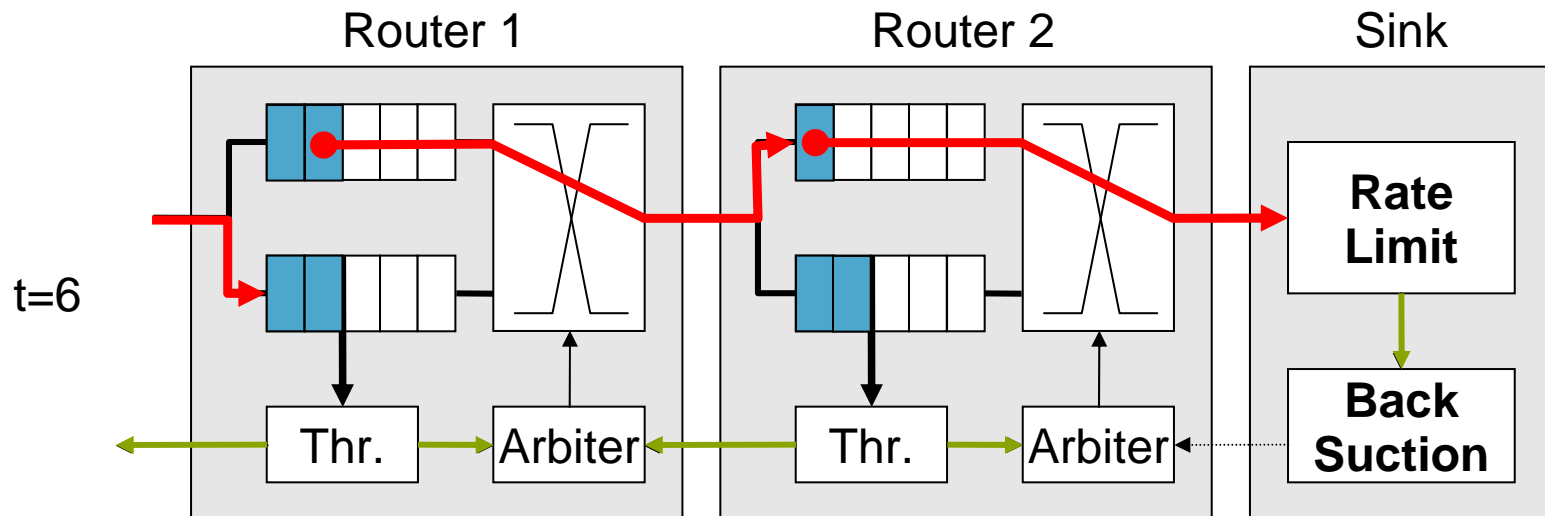 Router 1
Router 2
Sink
t=6
Rate
Limit
Thr.
Arbiter
Thr.
Arbiter
Back
Suction